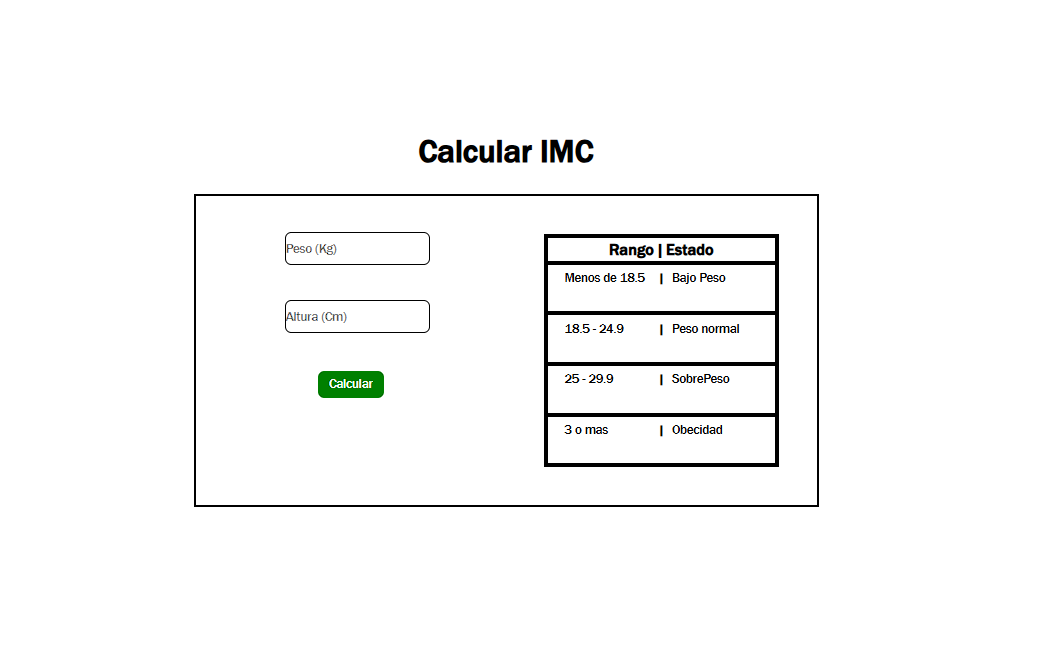 Calcular IMC
Peso (Kg)
Altura (Cm)
Calcular
Rango | Estado
Menos de 18.5 | Bajo Peso
18.5 - 24.9 | Peso normal
25 - 29.9 | SobrePeso
3 o mas | Obecidad